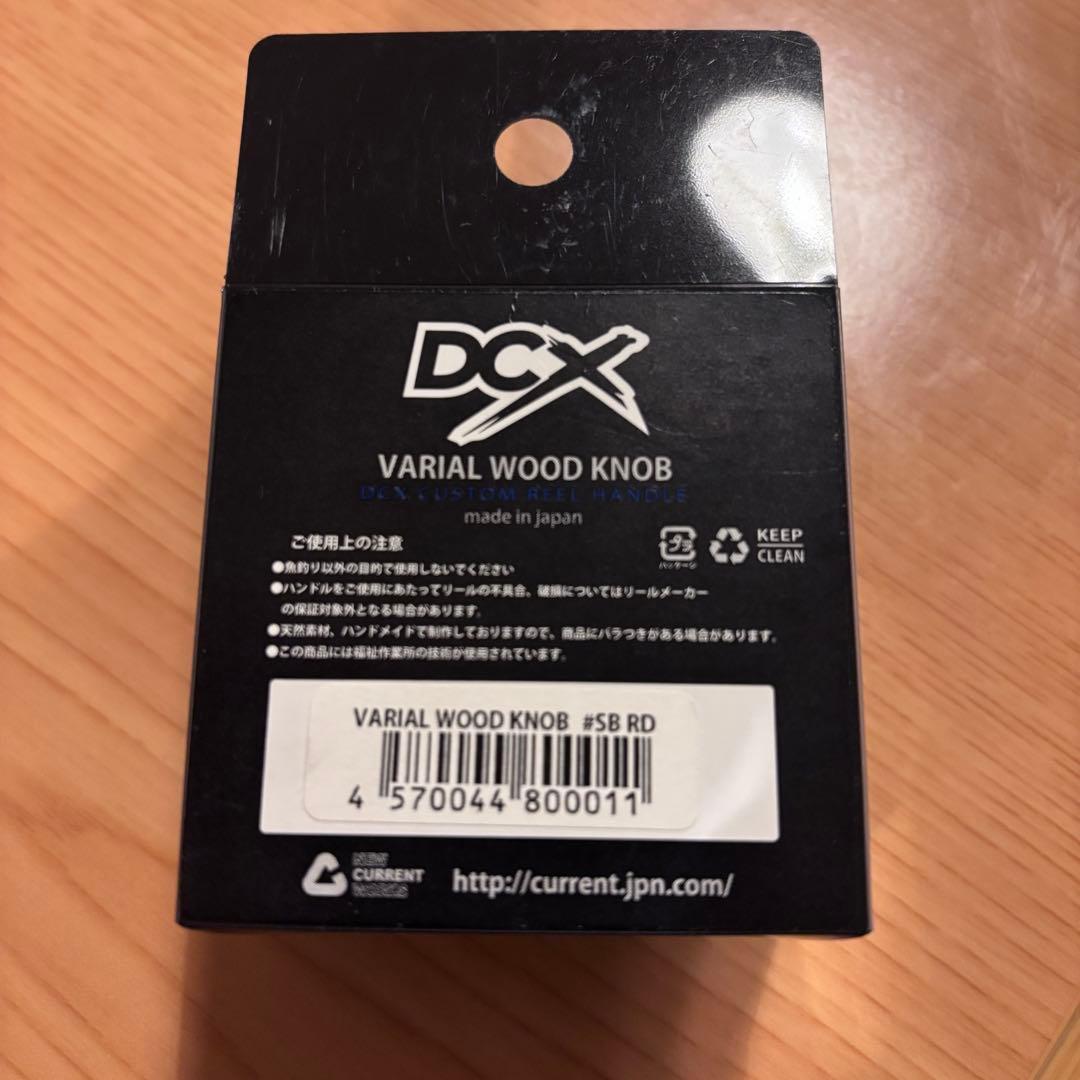 DCX
VARIAL WOOD KNOB
DCX CUSTOM REEL HANDLE
made in japan
ご使用上の注意
プラ
パッケージ
KEEP
CLEAN
●魚釣り以外の目的で使用しないでください
●ハンドルをご使用にあたってリールの不具合、破損についてはリールメーカー
の保証対象外となる場合があります。
●天然素材、ハンドメイドで制作しておりますので、商品にバラつきがある場合があります。
●この商品には福祉作業所の技術が使用されています。
VARIAL WOOD KNOB #SB RD
4 570044 800011
NEW
CURRENT
WORKS
http://current.jpn.com/